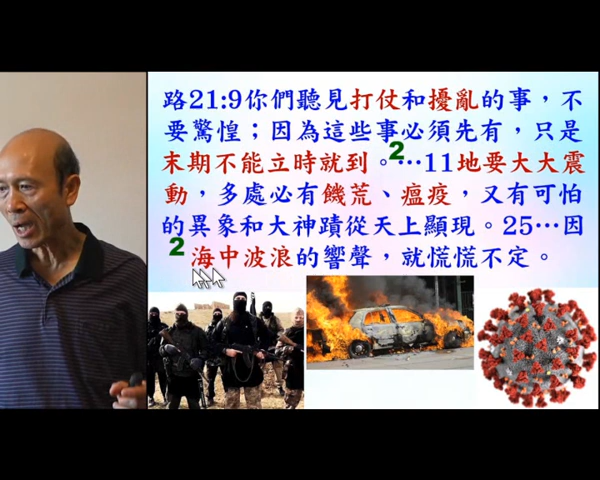 路21:9你們聽見打仗和擾亂的事，不
要驚惶；因為這些事必須先有，只是
末期不能立時就到。2…11地要大大震
動，多處必有饑荒、瘟疫，又有可怕
的異象和大神蹟從天上顯現。25…因
2海中波浪的響聲，就慌慌不定。